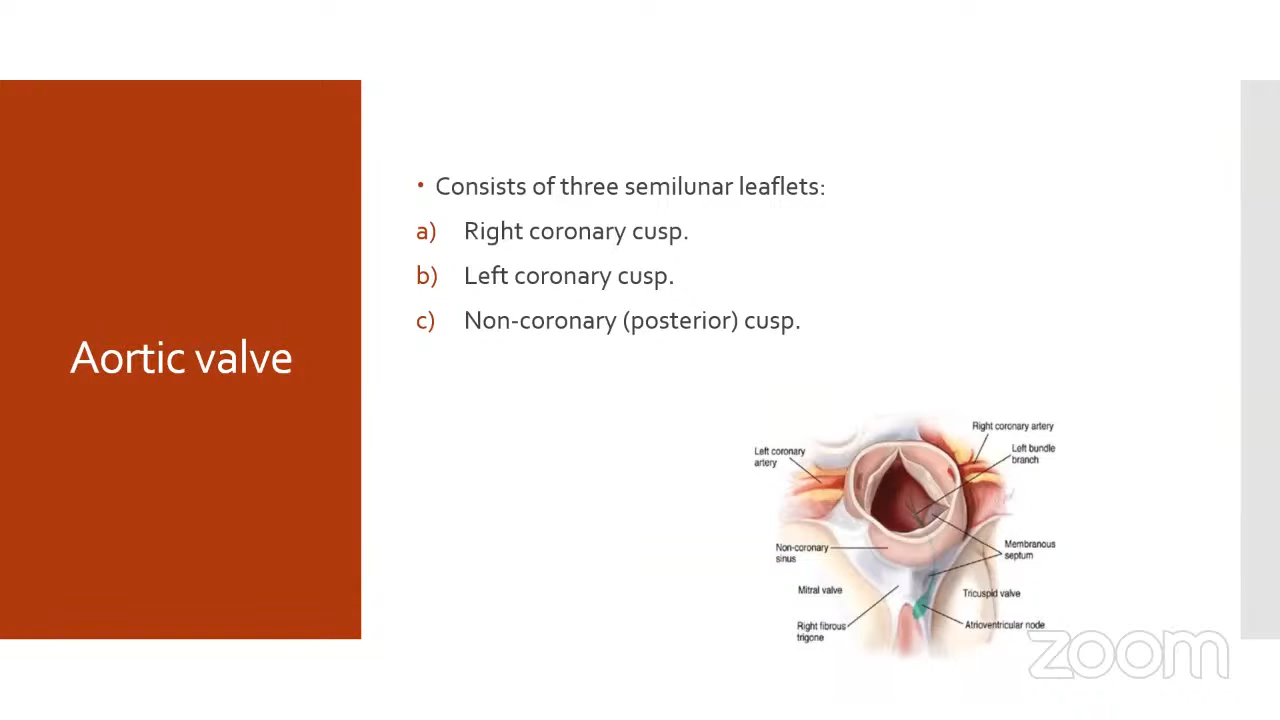 Aortic valve
• Consists of three semilunar leaflets:
a) Right coronary cusp.
b) Left coronary cusp.
c) Non-coronary (posterior) cusp.
Right coronary artery
Left coronary
artery
Left bundle
branch
Non-coronary
sinus
Membranous
septum
Mitral valve
Tricuspid valve
Right fibrous
trigone
Atrioventricular node
zoom